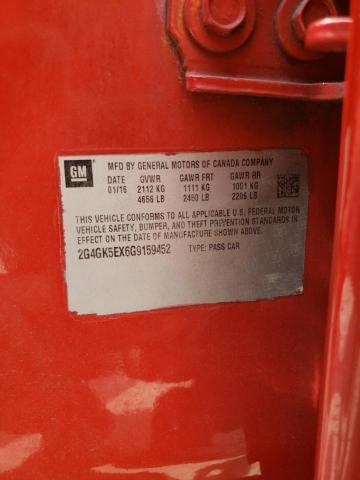 GM
MFD BY GENERAL MOTORS OF CANADA COMPANY
DATE GVWR GAWR FRT GAWR RR
01/16 2112 KG 1111 KG 1001 KG
4656 LB 2450 LB 2206 LB
THIS VEHICLE CONFORMS TO ALL APPLICABLE U.S. FEDERAL MOTOR
VEHICLE SAFETY, BUMPER, AND THEFT PREVENTION STANDARDS IN
EFFECT ON THE DATE OF MANUFACTURE SHOWN ABOVE.
2G4GK5EX6G9159452 TYPE: PASS CAR